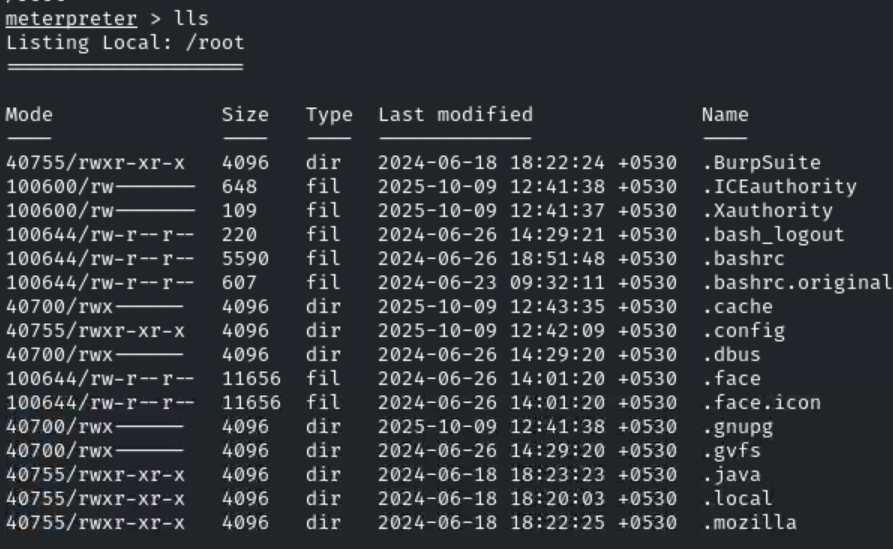 meterpreter > lls
Listing Local: /root
====================
Mode Size Type Last modified Name
---- ---- ---- ------------- ----
40755/rwxr-xr-x 4096 dir 2024-06-18 18:22:24 +0530 .BurpSuite
100600/rw------- 648 fil 2025-10-09 12:41:38 +0530 .ICEauthority
100600/rw------- 109 fil 2025-10-09 12:41:37 +0530 .Xauthority
100644/rw-r--r-- 220 fil 2024-06-26 14:29:21 +0530 .bash_logout
100644/rw-r--r-- 5590 fil 2024-06-26 18:51:48 +0530 .bashrc
100644/rw-r--r-- 607 fil 2024-06-23 09:32:11 +0530 .bashrc.original
40700/rwx------ 4096 dir 2025-10-09 12:43:35 +0530 .cache
40755/rwxr-xr-x 4096 dir 2025-10-09 12:42:09 +0530 .config
40700/rwx------ 4096 dir 2024-06-26 14:29:20 +0530 .dbus
100644/rw-r--r-- 11656 fil 2024-06-26 14:01:20 +0530 .face
100644/rw-r--r-- 11656 fil 2024-06-26 14:01:20 +0530 .face.icon
40700/rwx------ 4096 dir 2025-10-09 12:41:38 +0530 .gnupg
40700/rwx------ 4096 dir 2024-06-26 14:29:20 +0530 .gvfs
40755/rwxr-xr-x 4096 dir 2024-06-18 18:23:23 +0530 .java
40755/rwxr-xr-x 4096 dir 2024-06-18 18:20:03 +0530 .local
40755/rwxr-xr-x 4096 dir 2024-06-18 18:22:25 +0530 .mozilla